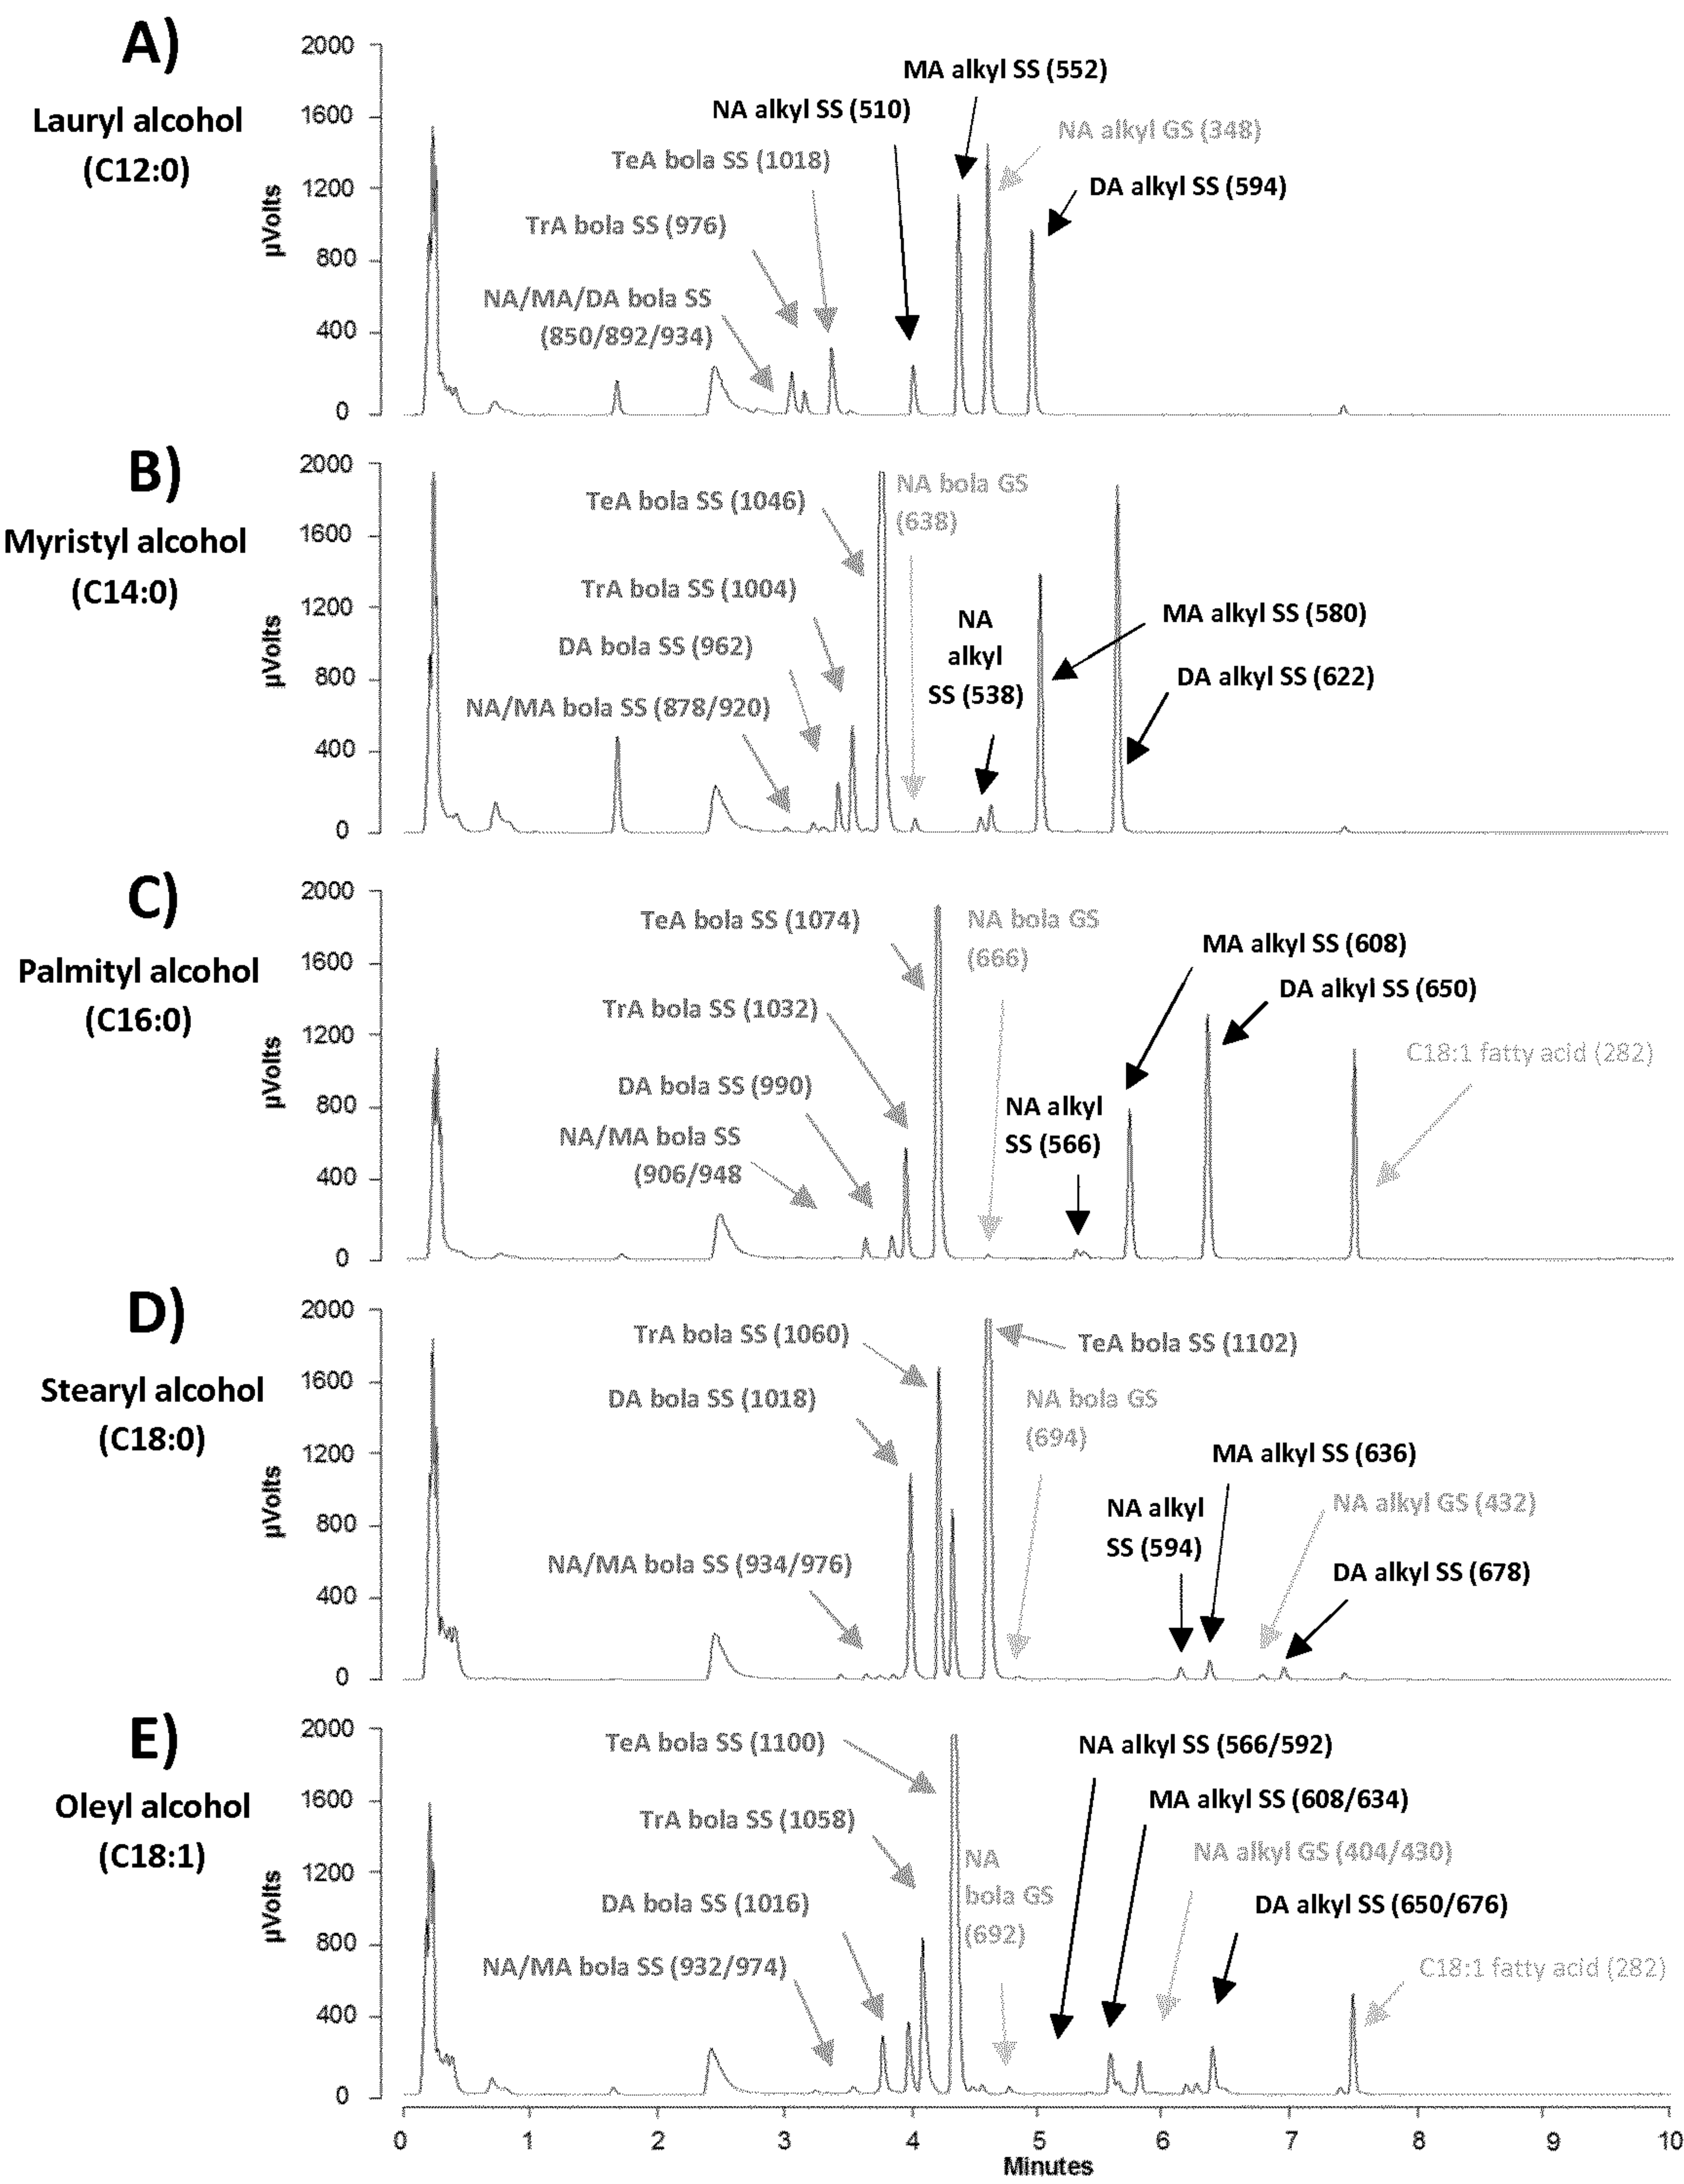 A)
Lauryl alcohol
(C12:0)
µVolts
2000
1600
1200
800
400
0
MA alkyl SS (552)
NA alkyl SS (510)
NA alkyl GS (348)
TeA bola SS (1018)
DA alkyl SS (594)
TrA bola SS (976)
NA/MA/DA bola SS
(850/892/934)
B)
Myristyl alcohol
(C14:0)
µVolts
2000
1600
1200
800
400
0
NA bola GS
(638)
TeA bola SS (1046)
TrA bola SS (1004)
NA
alkyl
SS (538)
MA alkyl SS (580)
DA bola SS (962)
DA alkyl SS (622)
NA/MA bola SS (878/920)
C)
Palmityl alcohol
(C16:0)
µVolts
2000
1600
1200
800
400
0
TeA bola SS (1074)
NA bola GS
(666)
MA alkyl SS (608)
DA alkyl SS (650)
TrA bola SS (1032)
C18:1 fatty acid (282)
DA bola SS (990)
NA alkyl
SS (566)
NA/MA bola SS
(906/948
D)
Stearyl alcohol
(C18:0)
µVolts
2000
1600
1200
800
400
0
TrA bola SS (1060)
TeA bola SS (1102)
DA bola SS (1018)
NA bola GS
(694)
MA alkyl SS (636)
NA alkyl
SS (594)
NA alkyl GS (432)
NA/MA bola SS (934/976)
DA alkyl SS (678)
E)
Oleyl alcohol
(C18:1)
µVolts
2000
1600
1200
800
400
0
TeA bola SS (1100)
NA alkyl SS (566/592)
MA alkyl SS (608/634)
TrA bola SS (1058)
NA
bola GS
(692)
NA alkyl GS (404/430)
DA bola SS (1016)
DA alkyl SS (650/676)
NA/MA bola SS (932/974)
C18:1 fatty acid (282)
0 1 2 3 4 5 6 7 8 9 10
Minutes